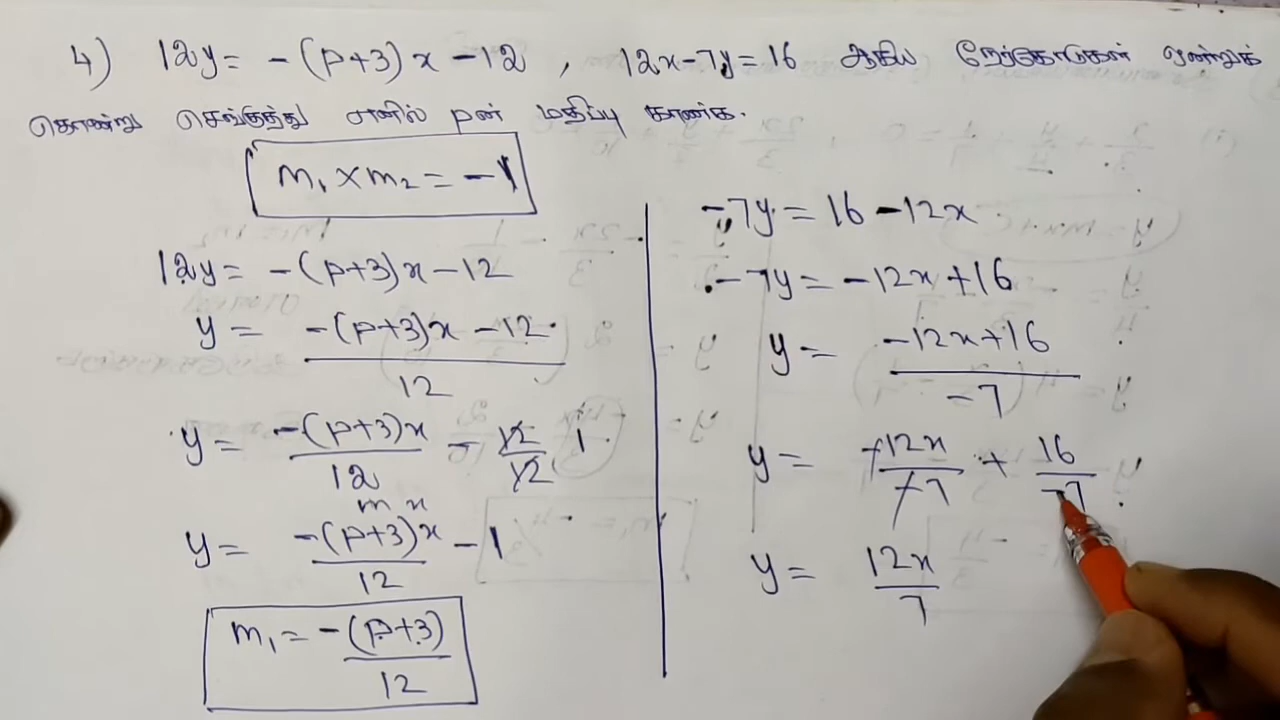 4) 12y = -(p+3)x - 12, 12x - 7y = 16 ஆகிய நேர்கோடுகள் ஒன்றுக்
கொன்று செங்குத்து எனில் p ன் மதிப்பு காண்க.
m₁ × m₂ = -1
12y = -(p+3)x - 12
y = -(p+3)x - 12 / 12
y = -(p+3)x / 12 - 12/12 1
m x
y = -(p+3)x / 12 - 1
m₁ = -(p+3) / 12
-7y = 16 - 12x
-7y = -12x + 16
y = -12x + 16 / -7
y = -12x / -7 + 16 / -7
y = 12x / 7